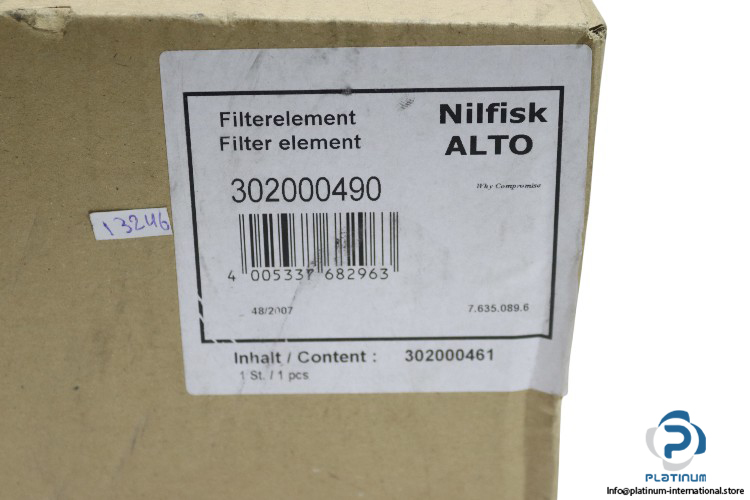 Filterelement
Filter element
Nilfisk
ALTO
302000490
Why Compromise
13246
4 005337 682963
48/2007
7.635.089.6
Inhalt / Content : 302000461
1 St. / 1 pcs
PLATINUM
Info@platinum-international.store